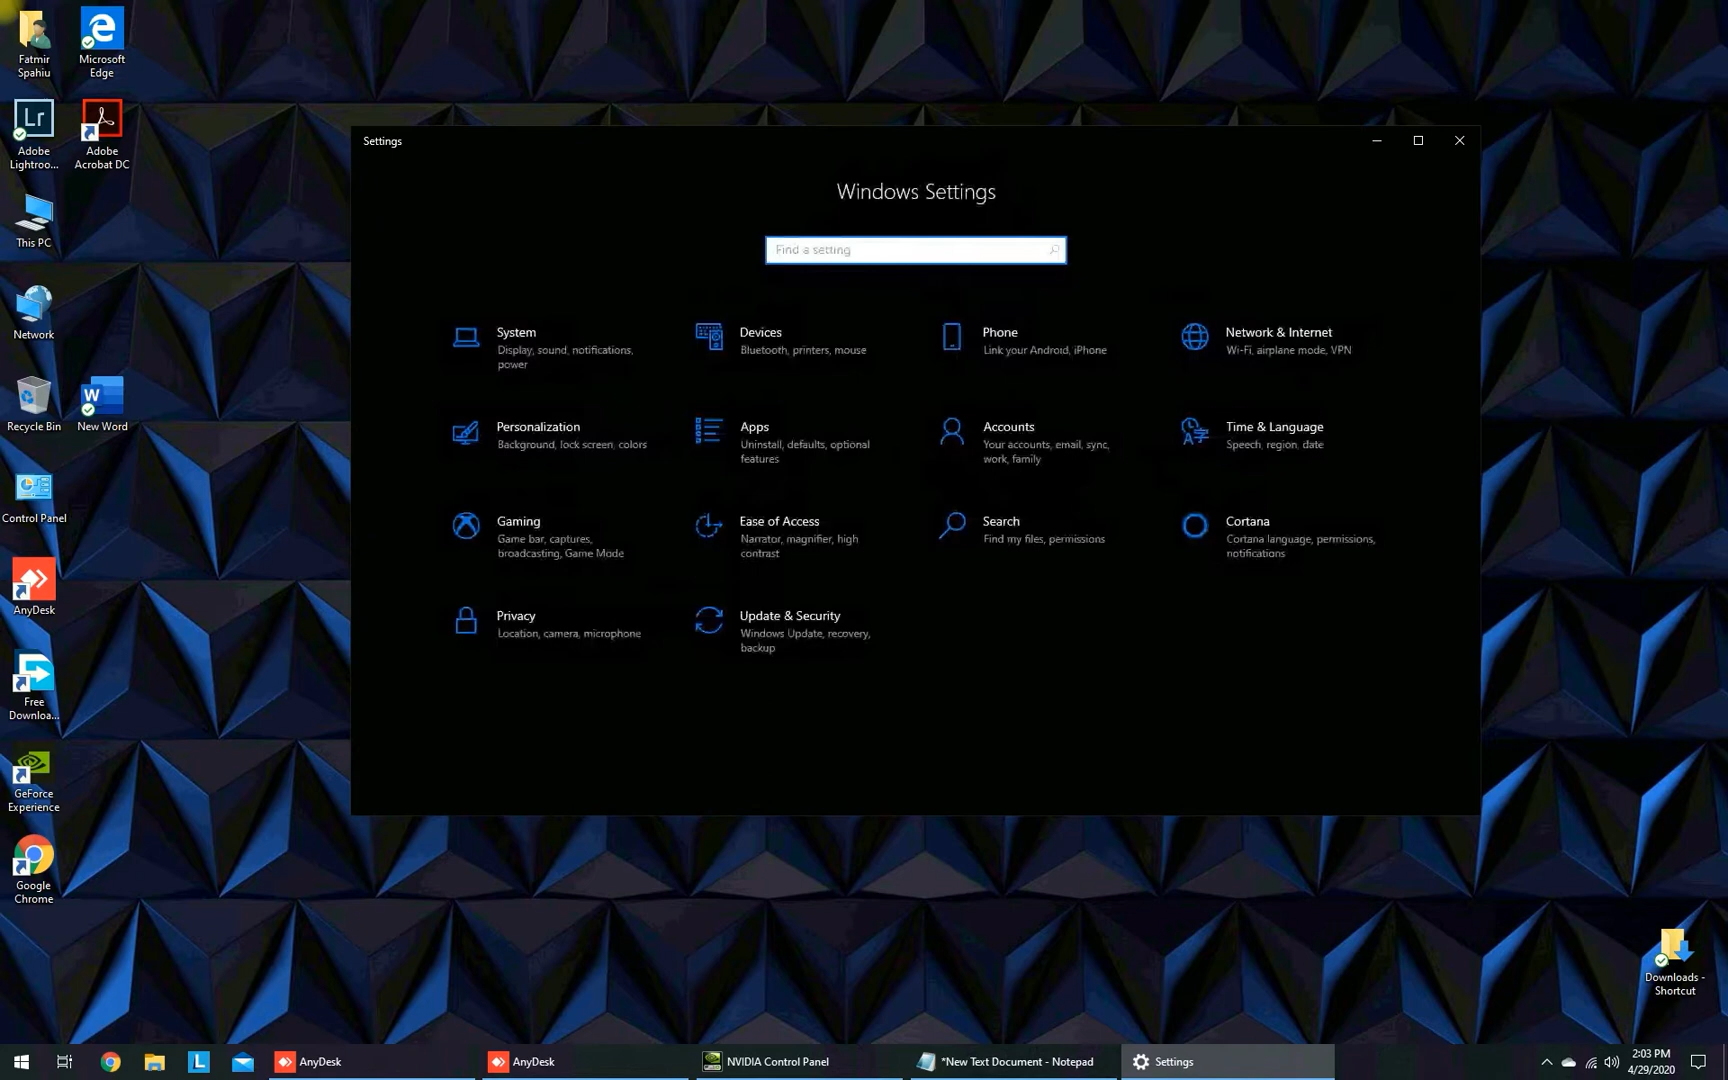 Fatmir
Spahiu
Microsoft
Edge
Lr
Adobe
Lightroo...
Adobe
Acrobat DC
This PC
Network
Recycle Bin
W
New Word
Control Panel
AnyDesk
Free
Downloa...
GeForce
Experience
Google
Chrome
Settings
Windows Settings
Find a setting
System
Display, sound, notifications,
power
Devices
Bluetooth, printers, mouse
Phone
Link your Android, iPhone
Network & Internet
Wi-Fi, airplane mode, VPN
Personalization
Background, lock screen, colors
Apps
Uninstall, defaults, optional
features
Accounts
Your accounts, email, sync,
work, family
Time & Language
Speech, region, date
Gaming
Game bar, captures,
broadcasting, Game Mode
Ease of Access
Narrator, magnifier, high
contrast
Search
Find my files, permissions
Cortana
Cortana language, permissions,
notifications
Privacy
Location, camera, microphone
Update & Security
Windows Update, recovery,
backup
Downloads -
Shortcut
L
AnyDesk
AnyDesk
NVIDIA Control Panel
*New Text Document - Notepad
Settings
2:03 PM
4/29/2020